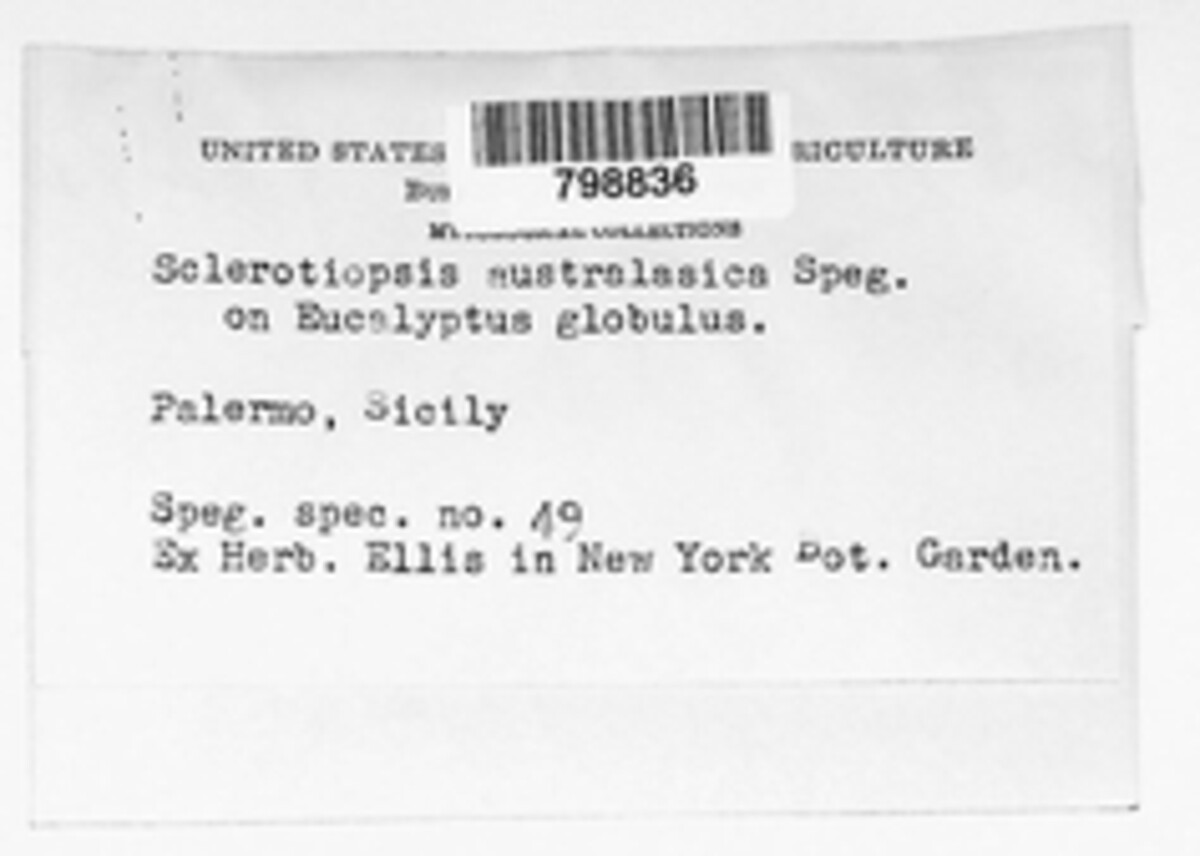 UNITED STATES RICULTURE
798836
Sclerotiopsis australasica Speg.
on Eucalyptus globulus.
Palermo, Sicily
Speg. spec. no. 49
Ex Herb. Ellis in New York Bot. Garden.